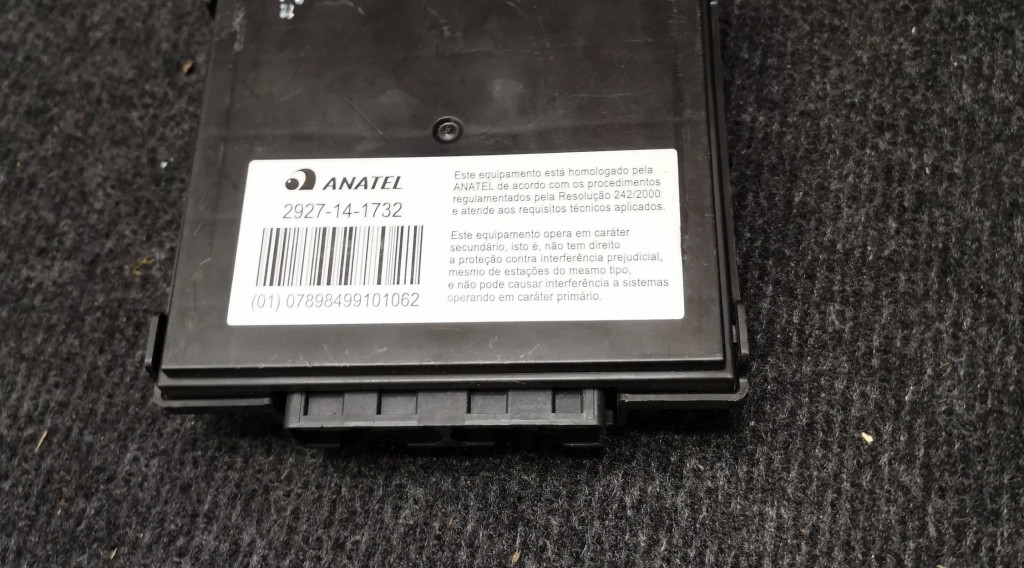 ANATEL
2927-14-1732
(01) 07898499101062
Este equipamento está homologado pela
ANATEL de acordo com os procedimentos
regulamentados pela Resolução 242/2000
e atende aos requisitos técnicos aplicados.
Este equipamento opera em caráter
secundário, isto é, não tem direito
a proteção contra interferência prejudicial,
mesmo de estações do mesmo tipo,
e não pode causar interferência a sistemas
operando em caráter primário.